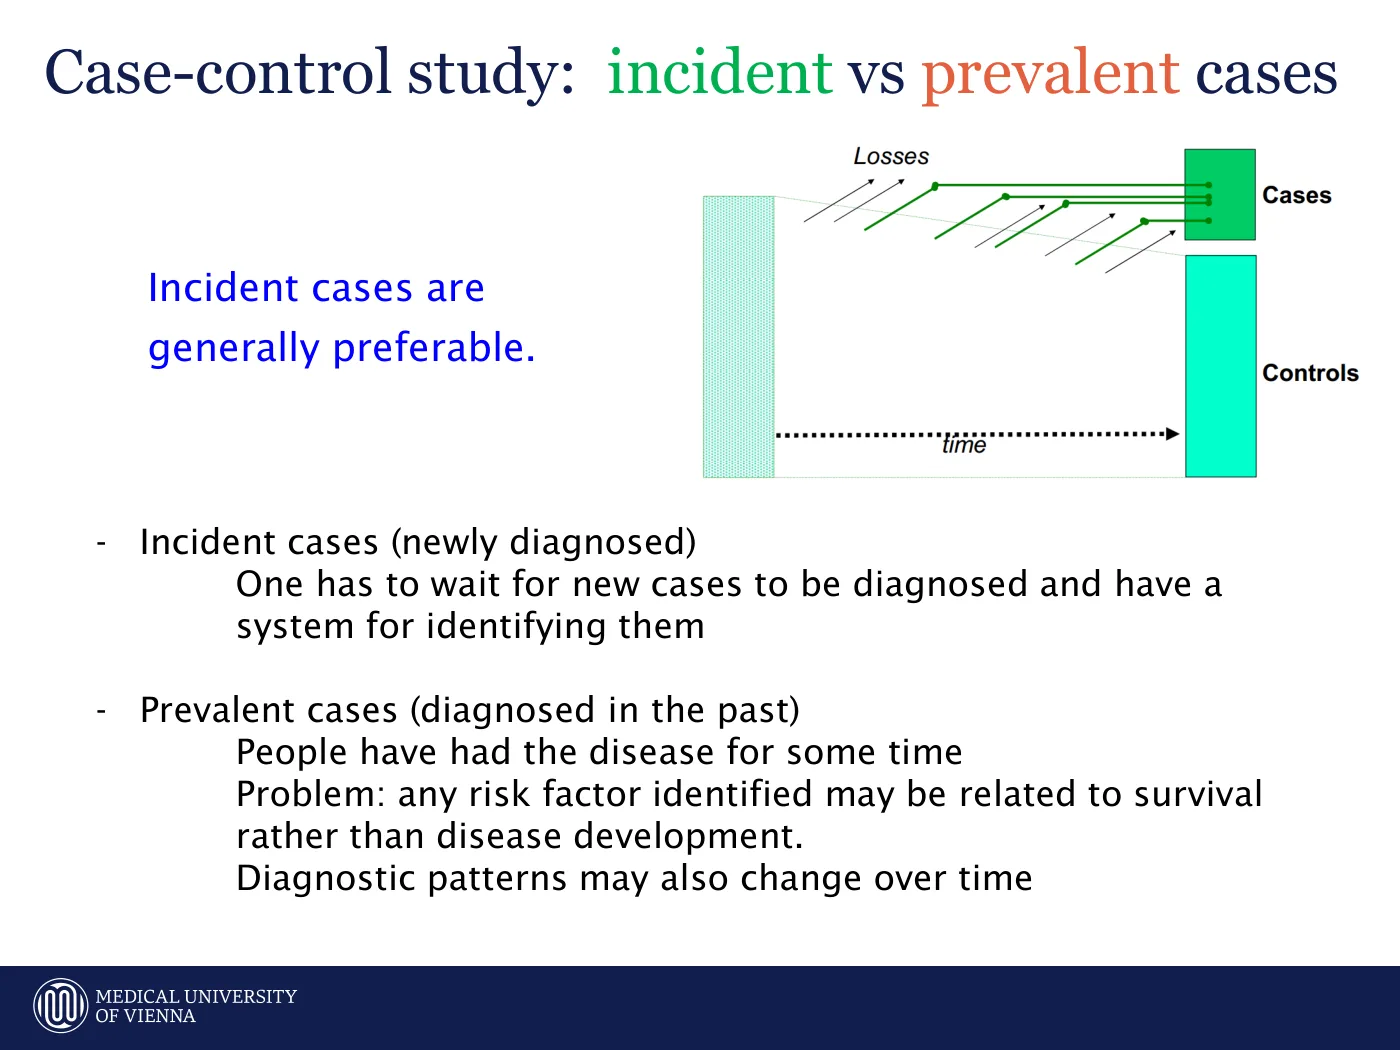 Case-control study: incident vs prevalent cases
Losses
Cases
Incident cases are
generally preferable.
Controls
time
- Incident cases (newly diagnosed)
One has to wait for new cases to be diagnosed and have a
system for identifying them
- Prevalent cases (diagnosed in the past)
People have had the disease for some time
Problem: any risk factor identified may be related to survival
rather than disease development.
Diagnostic patterns may also change over time
MEDICAL UNIVERSITY
OF VIENNA